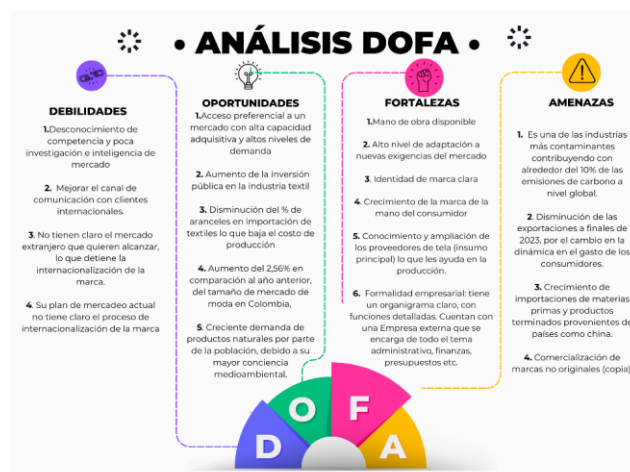 • ANÁLISIS DOFA •
DEBILIDADES
1.Desconocimiento de
competencia y poca
investigación e inteligencia de
mercado
2. Mejorar el canal de
comunicación con clientes
internacionales.
3. No tienen claro el mercado
extranjero que quieren alcanzar,
lo que detiene la
internacionalización de la
marca.
4. Su plan de mercadeo actual
no tiene claro el proceso de
internacionalización de la marca
OPORTUNIDADES
1.Acceso preferencial a un
mercado con alta capacidad
adquisitiva y altos niveles de
demanda
2. Aumento de la inversión
pública en la industria textil
3. Disminución del % de
aranceles en importación de
textiles lo que baja el costo de
producción
4. Aumento del 2,56% en
comparación al año anterior,
del tamaño de mercado de
moda en Colombia,
5. Creciente demanda de
productos naturales por parte
de la población, debido a su
mayor conciencia
medioambiental.
FORTALEZAS
1.Mano de obra disponible
2. Alto nivel de adaptación a
nuevas exigencias del mercado
3. Identidad de marca clara
4. Crecimiento de la marca de la
mano del consumidor
5. Conocimiento y ampliación de
los proveedores de tela (insumo
principal) lo que les ayuda en la
producción.
6. Formalidad empresarial: tiene
un organigrama claro, con
funciones detalladas. Cuentan con
una Empresa externa que se
encarga de todo el tema
administrativo, finanzas,
presupuestos etc.
AMENAZAS
1. Es una de las industrias
más contaminantes
contribuyendo con
alrededor del 10% de las
emisiones de carbono a
nivel global.
2. Disminución de las
exportaciones a finales de
2023, por el cambio en la
dinámica en el gasto de los
consumidores.
3. Crecimiento de
importaciones de materias
primas y productos
terminados provenientes de
países como china.
4. Comercialización de
marcas no originales (copia)
D O F A